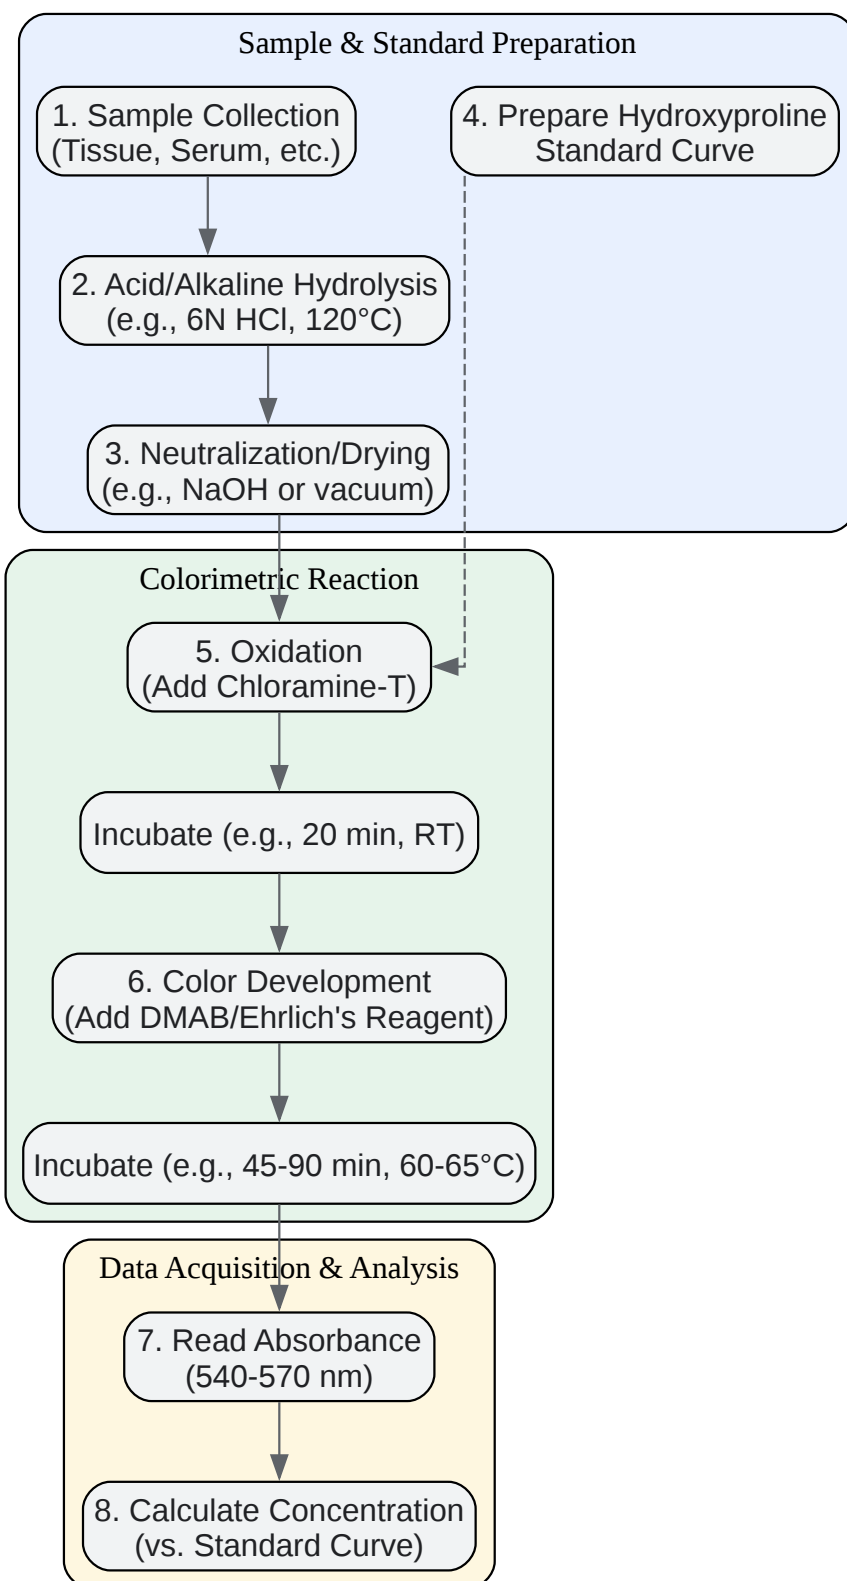 Sample & Standard Preparation
1. Sample Collection
(Tissue, Serum, etc.)
4. Prepare Hydroxyproline
Standard Curve
2. Acid/Alkaline Hydrolysis
(e.g., 6N HCl, 120°C)
3. Neutralization/Drying
(e.g., NaOH or vacuum)
Colorimetric Reaction
5. Oxidation
(Add Chloramine-T)
Incubate (e.g., 20 min, RT)
6. Color Development
(Add DMAB/Ehrlich's Reagent)
Incubate (e.g., 45-90 min, 60-65°C)
Data Acquisition & Analysis
7. Read Absorbance
(540-570 nm)
8. Calculate Concentration
(vs. Standard Curve)